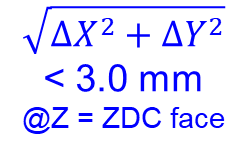 √ΔX² + ΔY²
< 3.0 mm
@Z = ZDC face